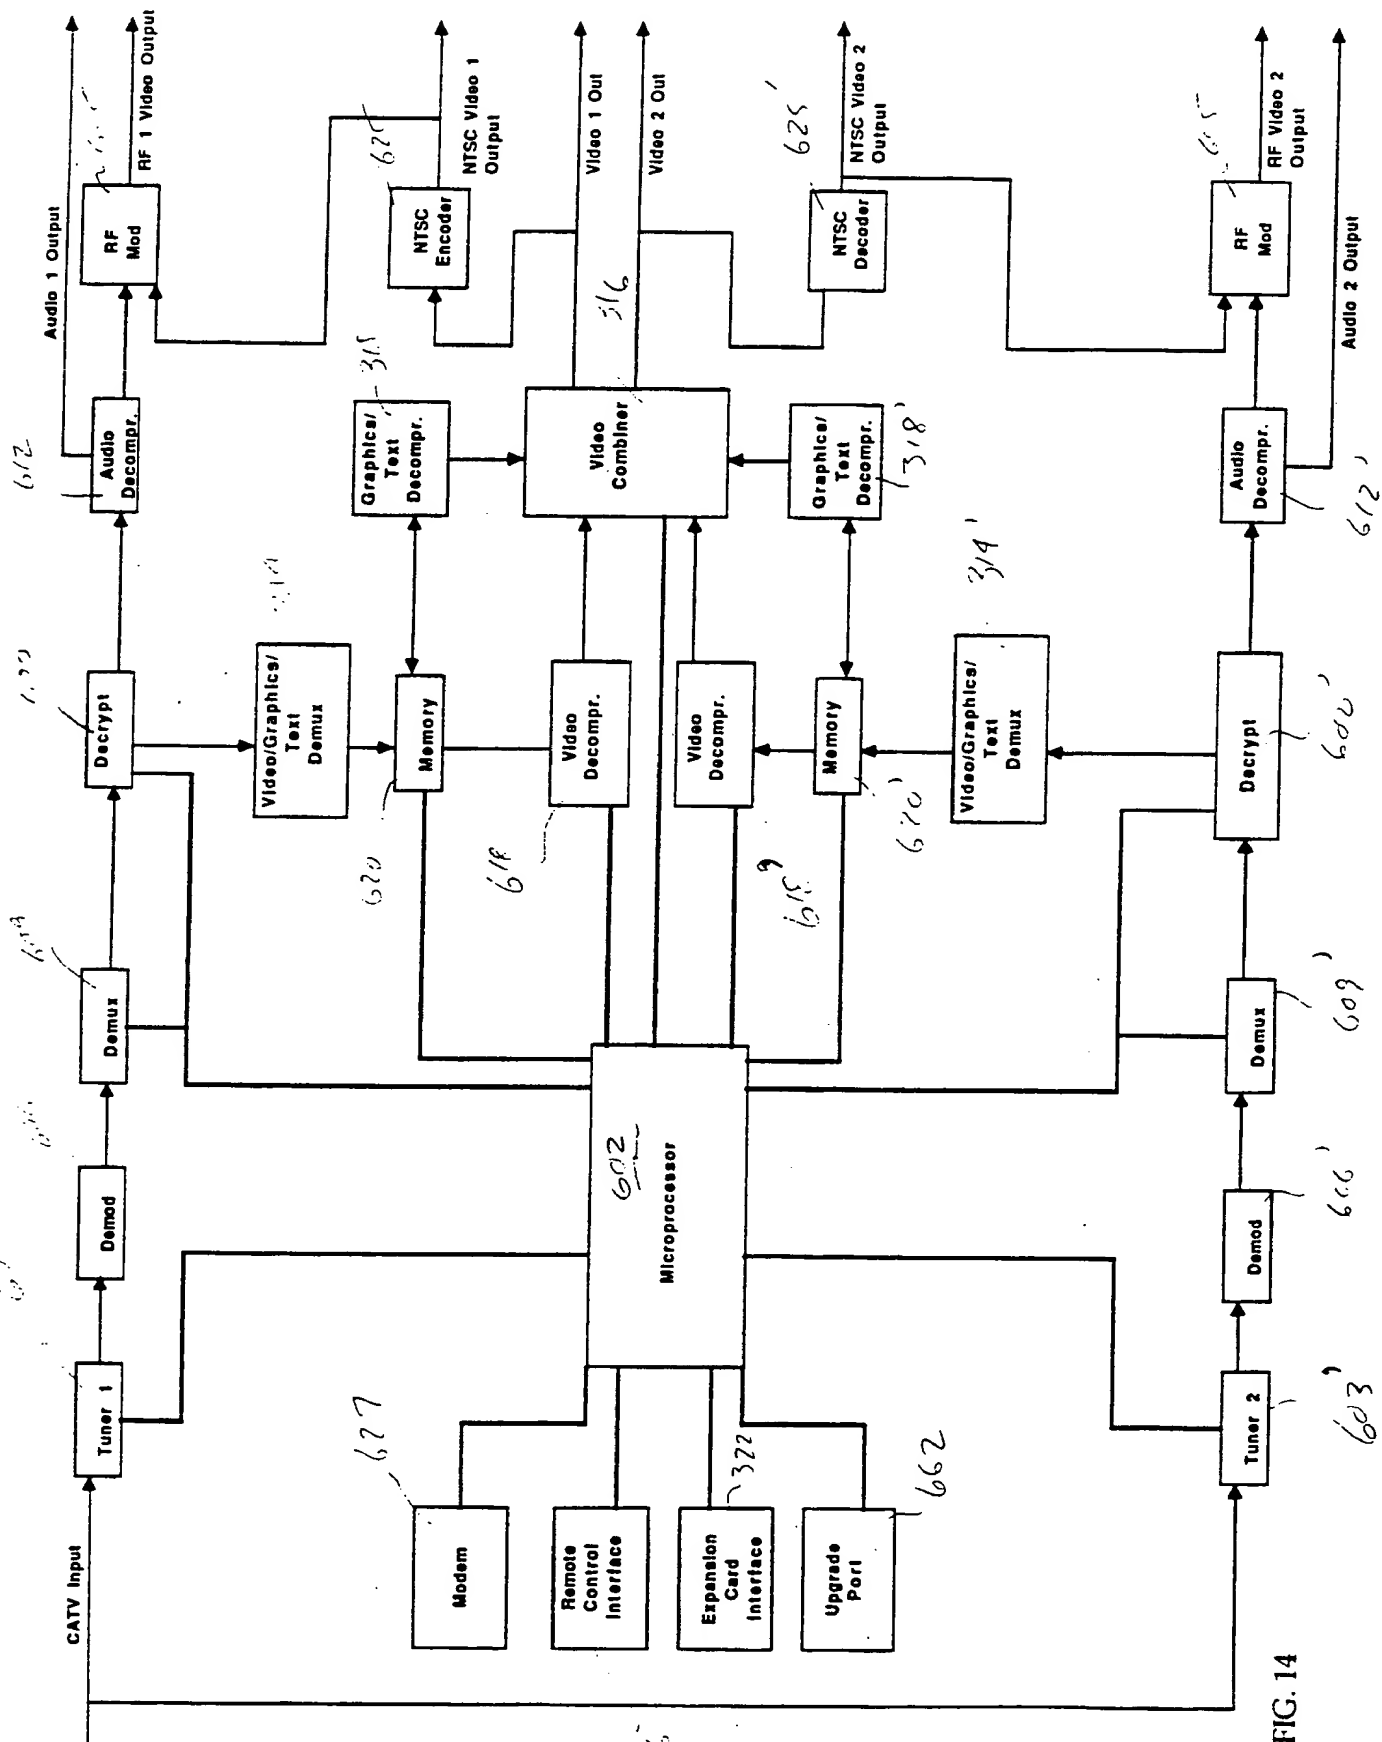 CATV Input
Tuner 1
Demod
Demux
Decrypt
Audio
Decompr.
612
Audio 1 Output
RF
Mod
RF 1 Video Output
Video/Graphics/
Text
Demux
Memory
620
Graphics/
Text
Decompr.
NTSC
Encoder
625
NTSC Video 1
Output
Modem
627
Remote
Control
Interface
Expansion
Card
Interface
322
Upgrade
Port
662
Microprocessor
602
Video
Decompr.
618
Video
Decompr.
618'
Video
Combiner
316
Video 1 Out
Video 2 Out
Memory
620'
Graphics/
Text
Decompr.
318'
NTSC
Decoder
625'
NTSC Video 2
Output
Video/Graphics/
Text
Demux
314'
Tuner 2
603'
Demod
606'
Demux
609'
Decrypt
600'
Audio
Decompr.
612'
RF
Mod
RF Video 2
Output
Audio 2 Output
FIG. 14